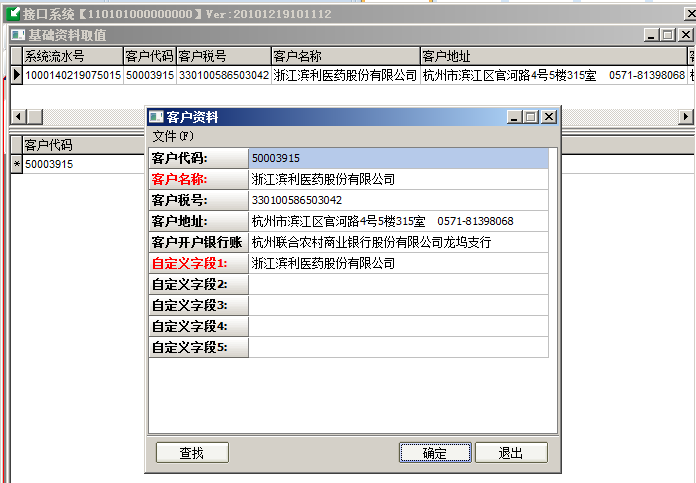 接口系统【110101000000000】Ver:20101219101112
基础资料取值
系统流水号 客户代码 客户税号 客户名称 客户地址
1000140219075015 50003915 330100586503042 浙江滨利医药股份有限公司 杭州市滨江区官河路4号5楼315室 0571-81398068
客户代码
50003915
客户资料
文件(F)
客户代码: 50003915
客户名称: 浙江滨利医药股份有限公司
客户税号: 330100586503042
客户地址: 杭州市滨江区官河路4号5楼315室 0571-81398068
客户开户银行账 杭州联合农村商业银行股份有限公司龙坞支行
自定义字段1: 浙江滨利医药股份有限公司
自定义字段2:
自定义字段3:
自定义字段4:
自定义字段5:
查找 确定 退出